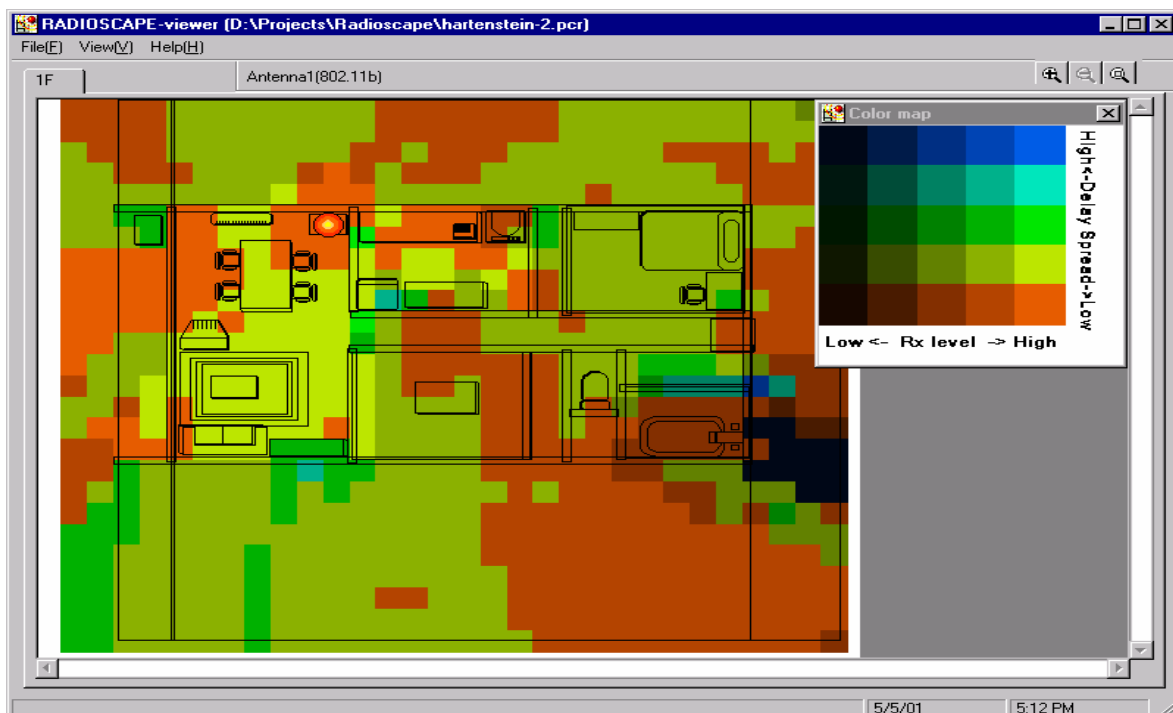 RADIOSCAPE-viewer (D:\Projects\Radioscape\hartenstein-2.pcr)
File(F) View(V) Help(H)
1F
Antenna1(802.11b)
Color map
High<-Delay Spread->Low
Low <- Rx level -> High
5/5/01
5:12 PM